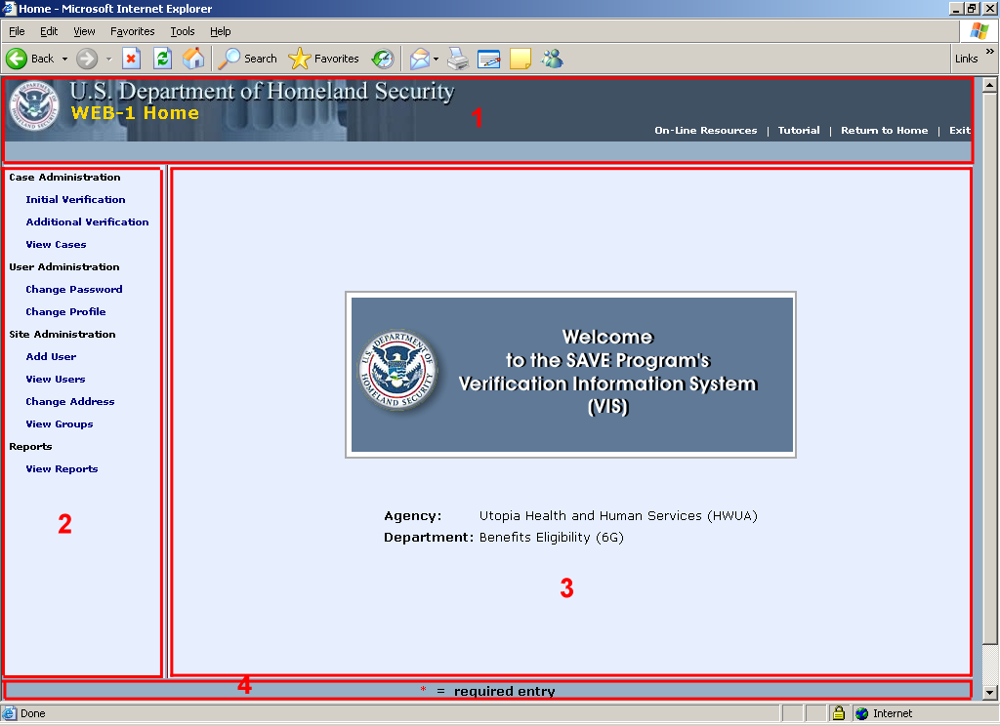 Home - Microsoft Internet Explorer
File Edit View Favorites Tools Help
Back Search Favorites Links »
U.S. Department of Homeland Security
WEB-1 Home
1
On-Line Resources | Tutorial | Return to Home | Exit
Case Administration
Initial Verification
Additional Verification
View Cases
User Administration
Change Password
Change Profile
Site Administration
Add User
View Users
Change Address
View Groups
Reports
View Reports
2
U.S. DEPARTMENT OF HOMELAND SECURITY
Welcome
to the SAVE Program's
Verification Information System
(VIS)
Agency: Utopia Health and Human Services (HWUA)
Department: Benefits Eligibility (6G)
3
4
* = required entry
Done Internet